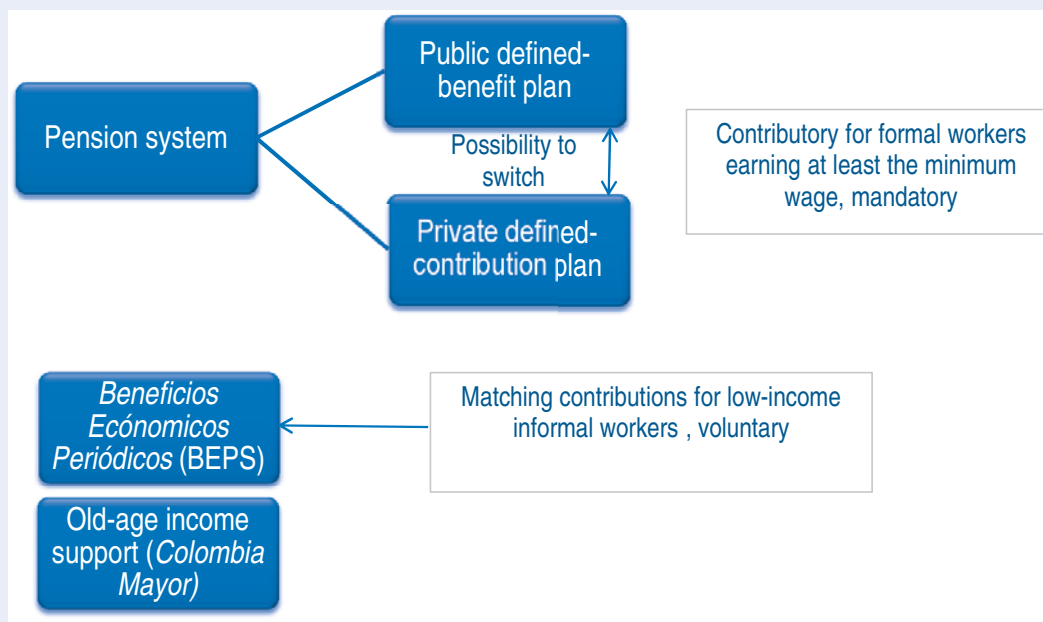 Public defined-
benefit plan
Pension system
Possibility to
switch
Contributory for formal workers
earning at least the minimum
wage, mandatory
Private defined-
contribution plan
Beneficios
Ecónomicos
Periódicos (BEPS)
Matching contributions for low-income
informal workers , voluntary
Old-age income
support (Colombia
Mayor)